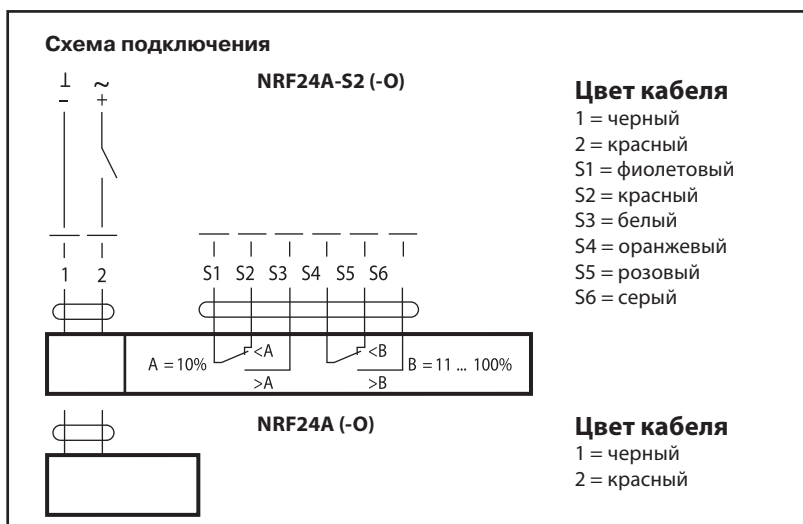 Схема подключения
NRF24A-S2 (-O)
⊥ ~
− +
1 2
S1 S2 S3 S4 S5 S6
A = 10% <A <B B = 11 ... 100%
>A >B
Цвет кабеля
1 = черный
2 = красный
S1 = фиолетовый
S2 = красный
S3 = белый
S4 = оранжевый
S5 = розовый
S6 = серый
NRF24A (-O)
Цвет кабеля
1 = черный
2 = красный